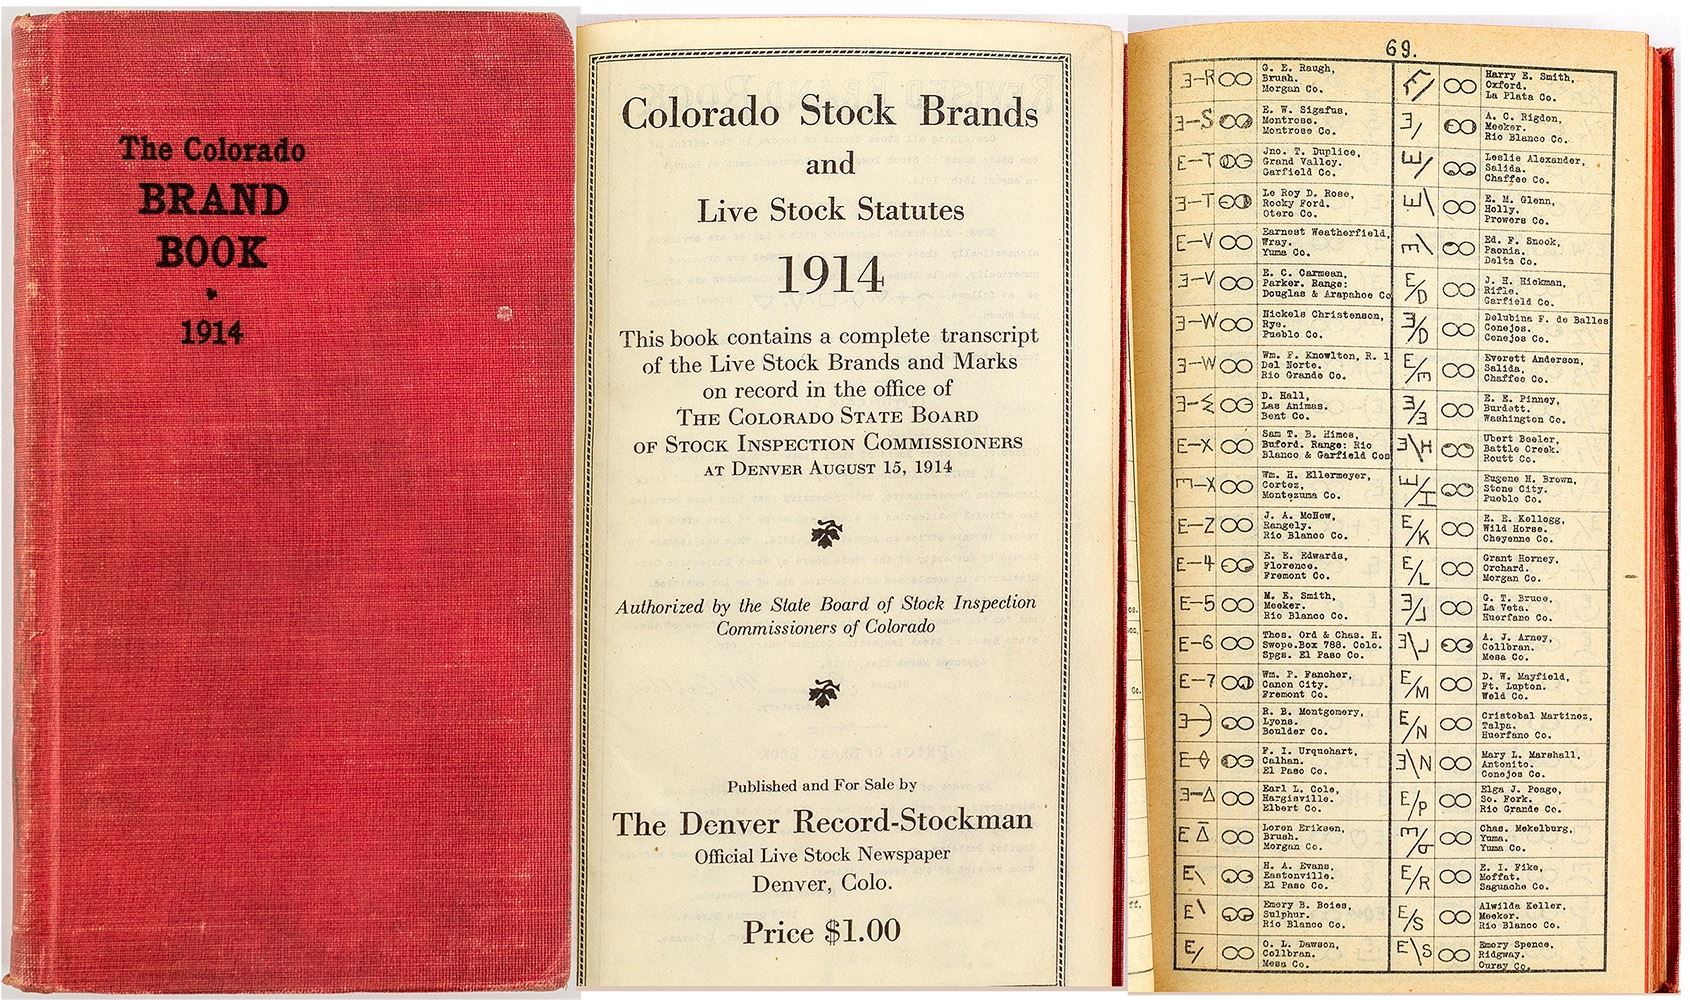 The Colorado
BRAND
BOOK
1914
Colorado Stock Brands
and
Live Stock Statutes
1914
This book contains a complete transcript
of the Live Stock Brands and Marks
on record in the office of
THE COLORADO STATE BOARD
OF STOCK INSPECTION COMMISSIONERS
AT DENVER AUGUST 15, 1914
Authorized by the State Board of Stock Inspection
Commissioners of Colorado
Published and For Sale by
The Denver Record-Stockman
Official Live Stock Newspaper
Denver, Colo.
Price $1.00
69.
G. E. Raugh,
Brush.
Morgan Co.
E. W. Sigafus,
Montrose.
Montrose Co.
E—T
Jno. T. Duplice,
Grand Valley.
Garfield Co.
Le Roy D. Rose,
Rocky Ford.
Otero Co.
E—V
Earnest Weatherfield,
Wray.
Yuma Co.
E. C. Carmean,
Parker. Range:
Douglas & Arapahoe Co
Nickels Christensen,
Rye.
Pueblo Co.
Wm. F. Knowlton, R. 1
Del Norte.
Rio Grande Co.
D. Hall,
Las Animas.
Bent Co.
E—X
Sam T. B. Himes,
Buford. Range: Rio
Blanco & Garfield Cos
Wm. H. Ellermeyer,
Cortez,
Montezuma Co.
E—Z
J. A. McNew,
Rangely.
Rio Blanco Co.
E—4
E. E. Edwards,
Florence.
Fremont Co.
E—5
M. E. Smith,
Meeker.
Rio Blanco Co.
E—6
Thos. Ord & Chas. H.
Swope.Box 788. Colo.
Spgs. El Paso Co.
E—7
Wm. P. Fancher,
Canon City.
Fremont Co.
R. B. Montgomery,
Lyons.
Boulder Co.
F. I. Urquehart,
Calhan.
El Paso Co.
Earl L. Cole,
Hargisville.
Elbert Co.
Loren Eriksen,
Brush.
Morgan Co.
E\
H. A. Evans,
Eastonville.
El Paso Co.
E\
Emory B. Boies,
Sulphur.
Rio Blanco Co.
E/
O. L. Dawson,
Collbran.
Mesa Co.
Harry E. Smith,
Oxford.
La Plata Co.
A. C. Rigdon,
Meeker.
Rio Blanco Co.
Leslie Alexander,
Salida.
Chaffee Co.
E. M. Glenn,
Holly.
Prowers Co.
Ed. F. Snook,
Paonia.
Delta Co.
E/D
J. H. Hickman,
Rifle.
Garfield Co.
Delubina F. de Balles
Conejos.
Conejos Co.
Everett Anderson,
Salida,
Chaffee Co.
E. E. Pinney,
Burdett.
Washington Co.
Ubert Beeler,
Battle Creek.
Routt Co.
Eugene H. Brown,
Stone City.
Pueblo Co.
E/K
E. E. Kellogg,
Wild Horse.
Cheyenne Co.
E/L
Grant Horney,
Orchard.
Morgan Co.
G. T. Bruce,
La Veta.
Huerfano Co.
A. J. Arney,
Collbran.
Mesa Co.
E/M
D. W. Mayfield,
Ft. Lupton.
Weld Co.
E/N
Cristobal Martinez,
Talpa.
Huerfano Co.
Mary L. Marshall,
Antonito.
Conejos Co.
E/P
Elga J. Poage,
So. Fork.
Rio Grande Co.
Chas. Mekelburg,
Yuma.
Yuma Co.
E/R
E. I. Fike,
Moffat.
Saguache Co.
E/S
Alwilda Keller,
Meeker.
Rio Blanco Co.
E\S
Emory Spence,
Ridgway.
Ouray Co.